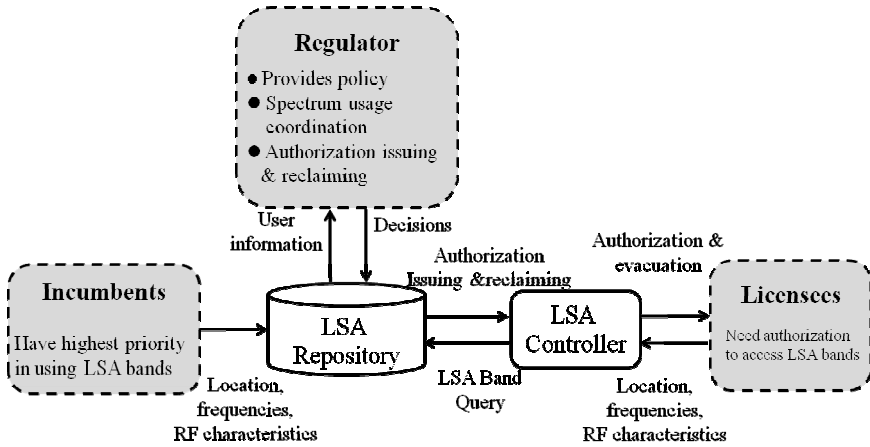 Regulator
● Provides policy
● Spectrum usage
coordination
● Authorization issuing
& reclaiming
User
information
Decisions
Authorization
Issuing &reclaiming
Authorization &
evacuation
Incumbents
Have highest priority
in using LSA bands
LSA
Repository
LSA
Controller
Licensees
Need authorization
to access LSA bands
Location,
frequencies,
RF characteristics
LSA Band
Query
Location,
frequencies,
RF characteristics